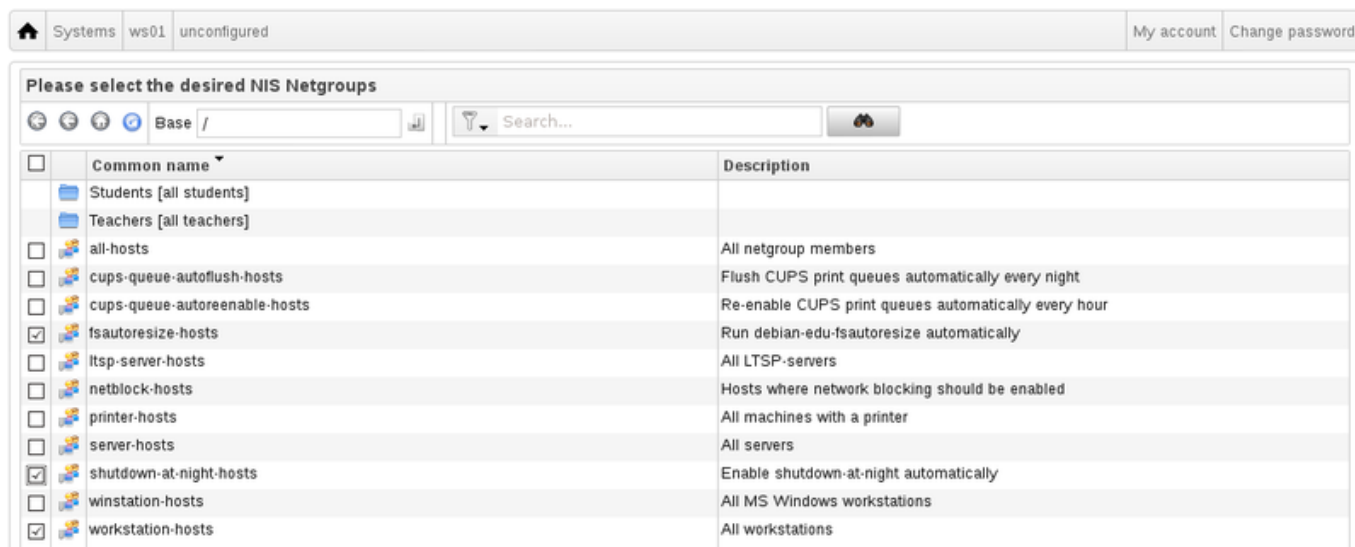 Systems ws01 unconfigured My account Change password
Please select the desired NIS Netgroups
Base / Search...
Common name Description
Students [all students]
Teachers [all teachers]
all-hosts All netgroup members
cups-queue-autoflush-hosts Flush CUPS print queues automatically every night
cups-queue-autoreenable-hosts Re-enable CUPS print queues automatically every hour
fsautoresize-hosts Run debian-edu-fsautoresize automatically
ltsp-server-hosts All LTSP-servers
netblock-hosts Hosts where network blocking should be enabled
printer-hosts All machines with a printer
server-hosts All servers
shutdown-at-night-hosts Enable shutdown-at-night automatically
winstation-hosts All MS Windows workstations
workstation-hosts All workstations